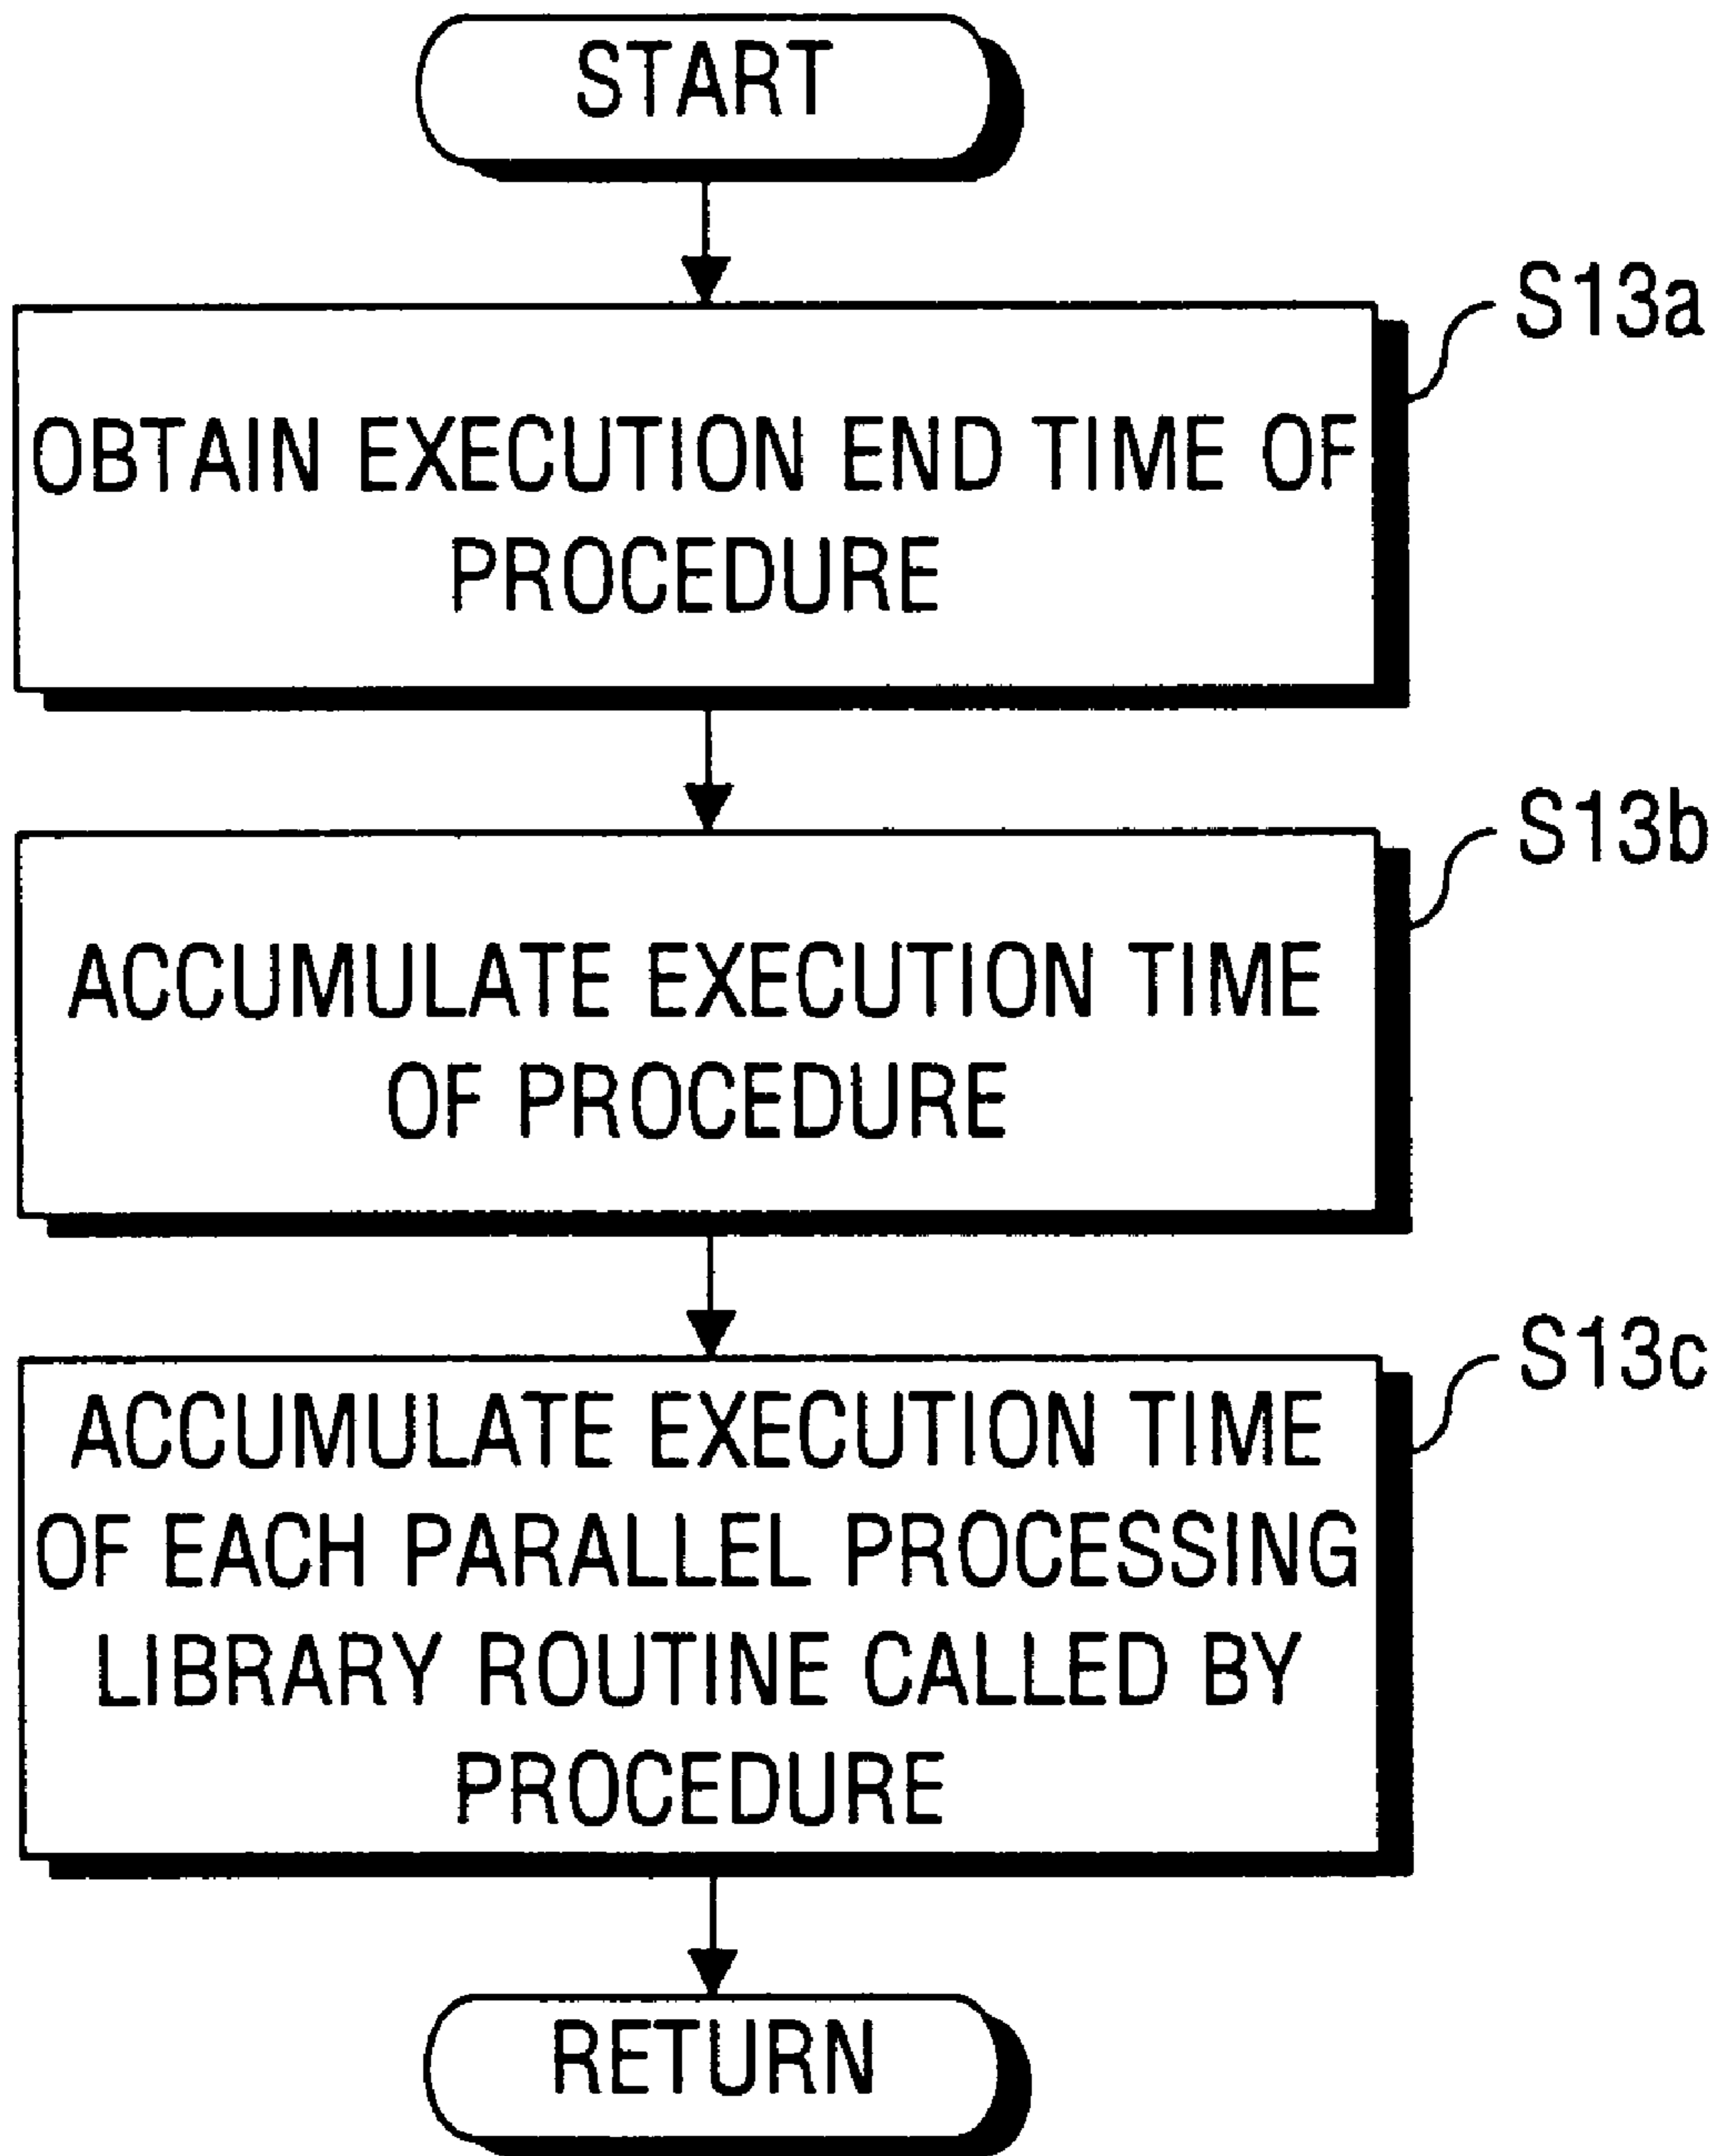 START
S13a
OBTAIN EXECUTION END TIME OF
PROCEDURE
S13b
ACCUMULATE EXECUTION TIME
OF PROCEDURE
S13c
ACCUMULATE EXECUTION TIME
OF EACH PARALLEL PROCESSING
LIBRARY ROUTINE CALLED BY
PROCEDURE
RETURN